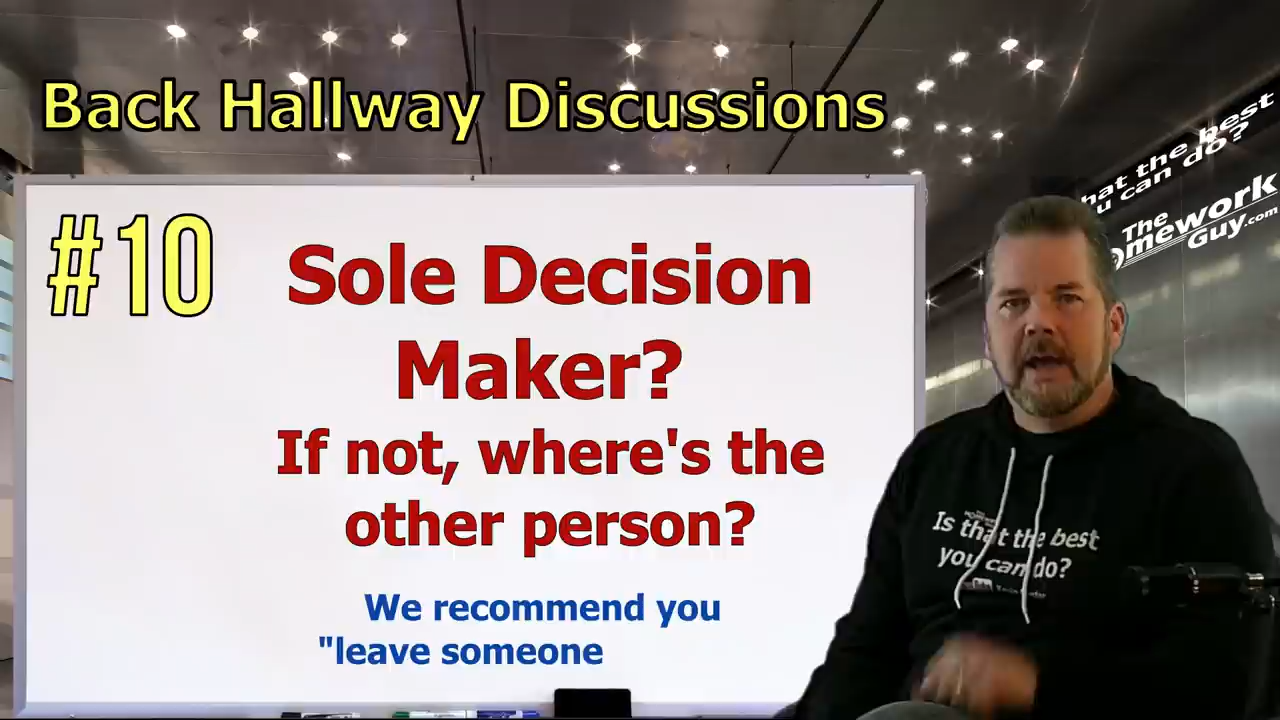 Back Hallway Discussions
hat the best
u can do?
The
mework
Guy.com
#10
Sole Decision
Maker?
If not, where's the
other person?
We recommend you
"leave someone
Is that the best
you can do?